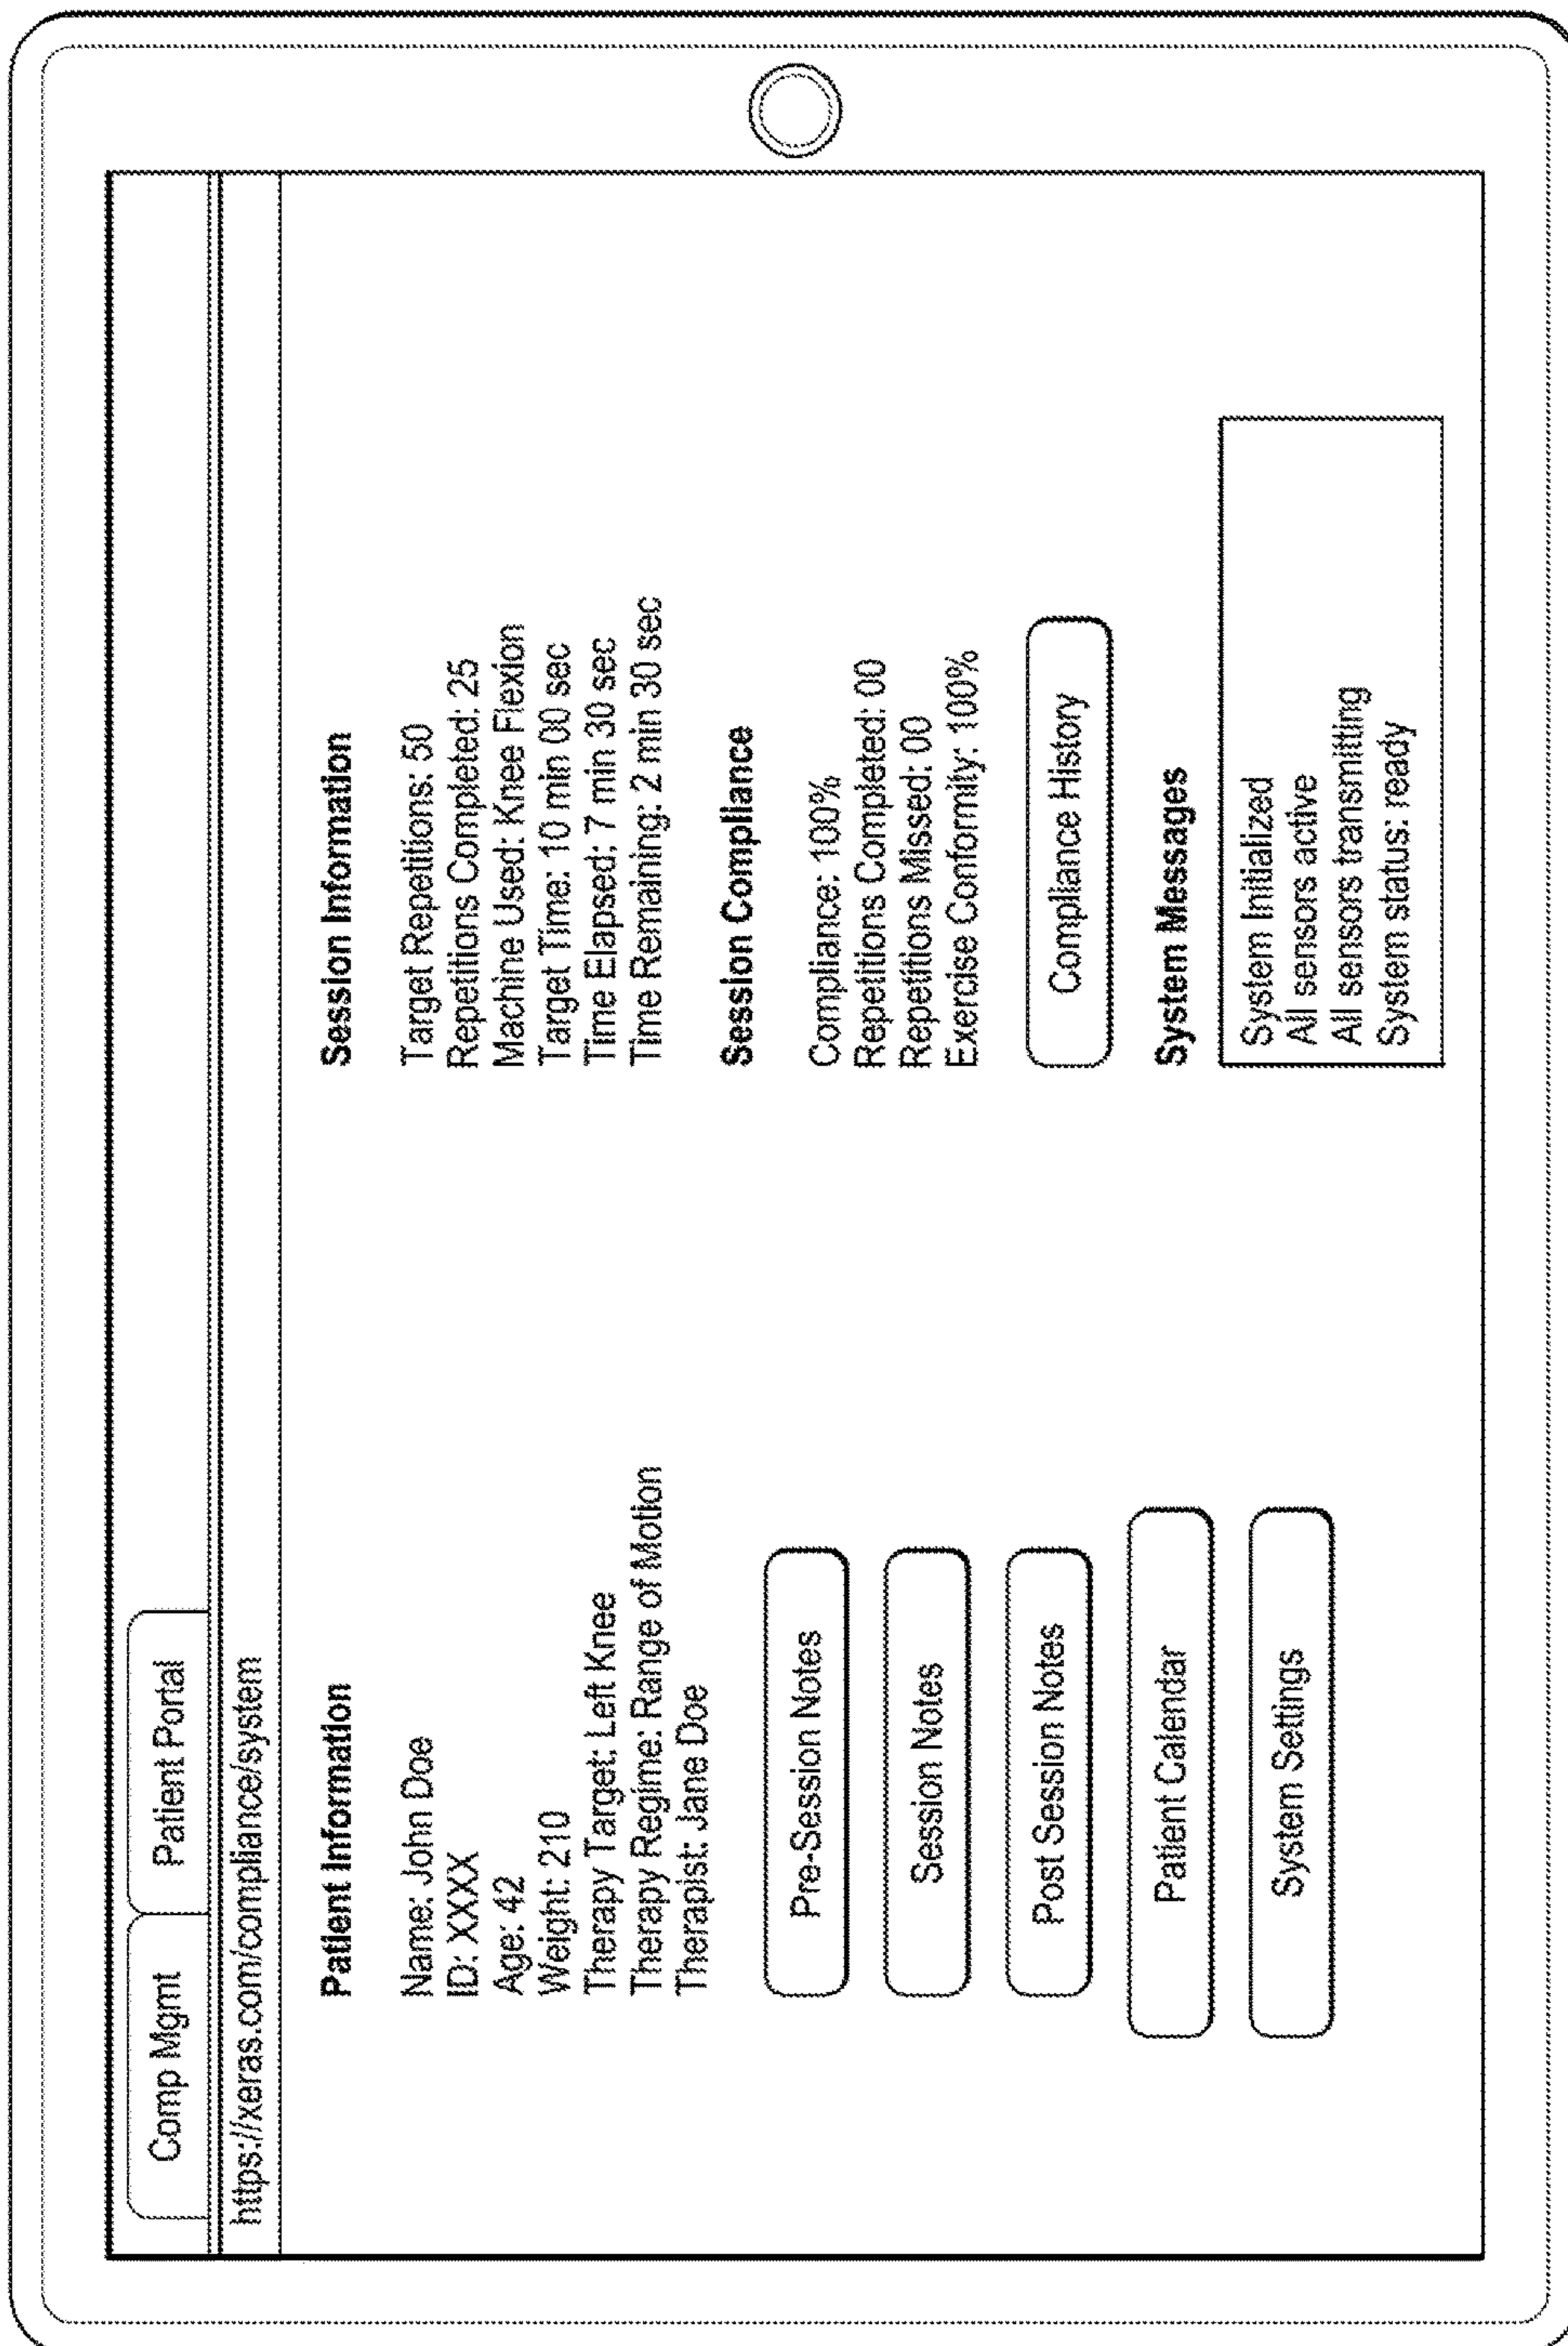 Comp Mgmt
Patient Portal
https://xeras.com/compliance/system
Patient Information
Name: John Doe
ID: XXXX
Age: 42
Weight: 210
Therapy Target: Left Knee
Therapy Regime: Range of Motion
Therapist: Jane Doe
Pre-Session Notes
Session Notes
Post Session Notes
Patient Calendar
System Settings
Session Information
Target Repetitions: 50
Repetitions Completed: 25
Machine Used: Knee Flexion
Target Time: 10 min 00 sec
Time Elapsed: 7 min 30 sec
Time Remaining: 2 min 30 sec
Session Compliance
Compliance: 100%
Repetitions Completed: 00
Repetitions Missed: 00
Exercise Conformity: 100%
Compliance History
System Messages
System Initialized
All sensors active
All sensors transmitting
System status: ready